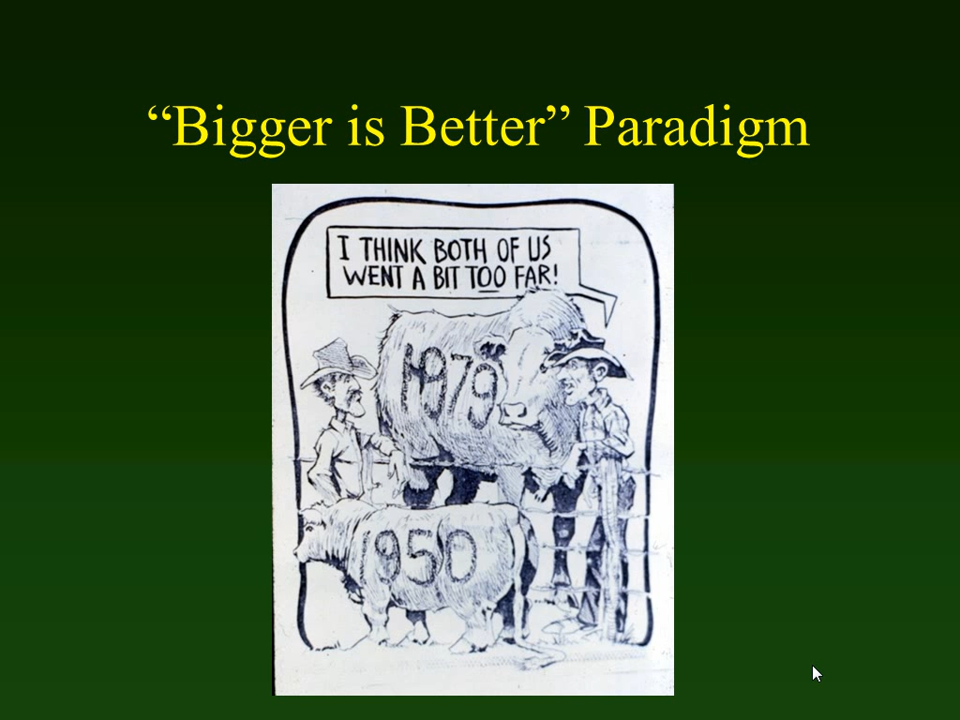 “Bigger is Better” Paradigm
I THINK BOTH OF US
WENT A BIT TOO FAR!
1979
1950